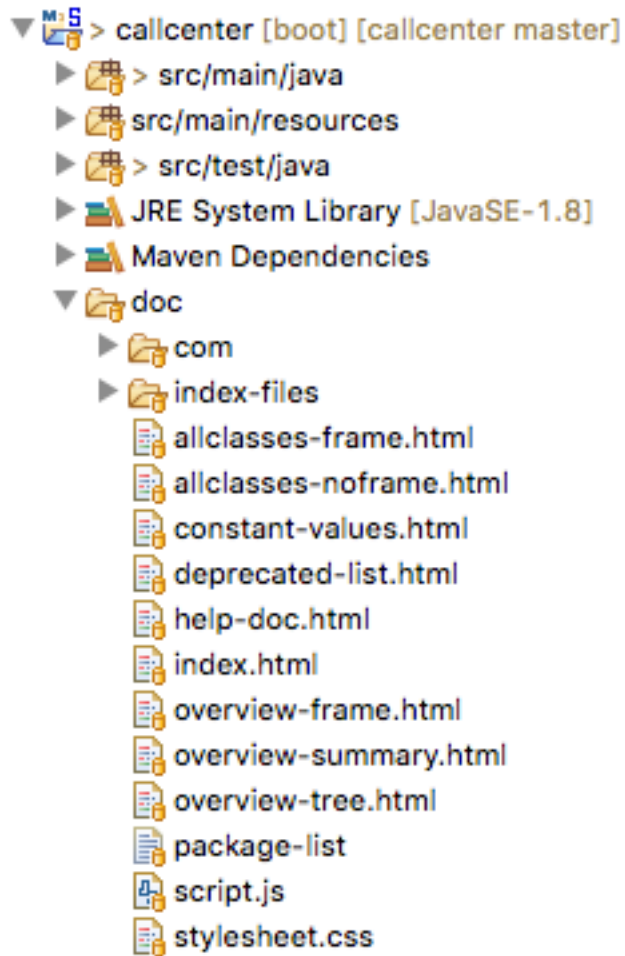 > callcenter [boot] [callcenter master]
> src/main/java
src/main/resources
> src/test/java
JRE System Library [JavaSE-1.8]
Maven Dependencies
doc
com
index-files
allclasses-frame.html
allclasses-noframe.html
constant-values.html
deprecated-list.html
help-doc.html
index.html
overview-frame.html
overview-summary.html
overview-tree.html
package-list
script.js
stylesheet.css